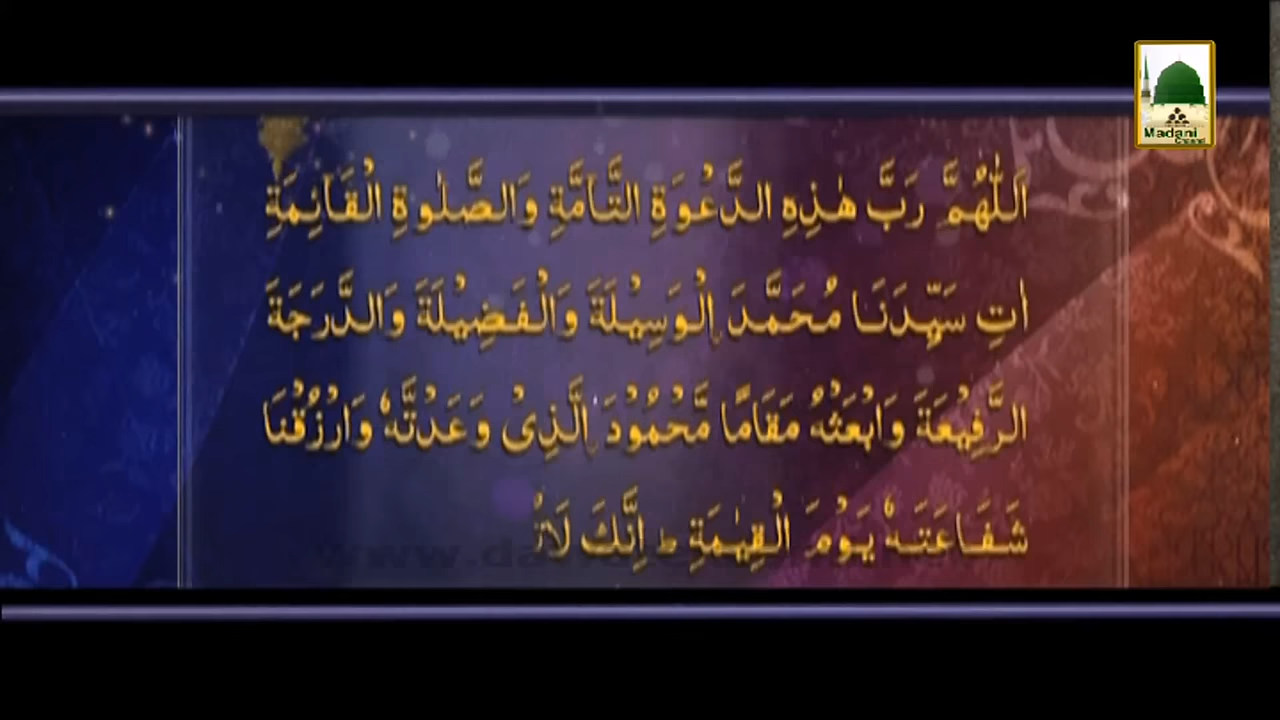 Madani
Channel
اَللّٰهُمَّ رَبَّ هٰذِهِ الدَّعْوَةِ التَّآمَّةِ وَالصَّلٰوةِ الْقَآئِمَةِ
اٰتِ سَيِّدَنَا مُحَمَّدَ ۨالْوَسِيْلَةَ وَالْفَضِيْلَةَ وَالدَّرَجَةَ
الرَّفِيْعَةَ وَابْعَثْهُ مَقَامًا مَّحْمُوْدَ ۨالَّذِىْ وَعَدْتَّهٗ وَارْزُقْنَا
شَفَاعَتَهٗ يَوْمَ الْقِيٰمَةِ ط اِنَّكَ لَا